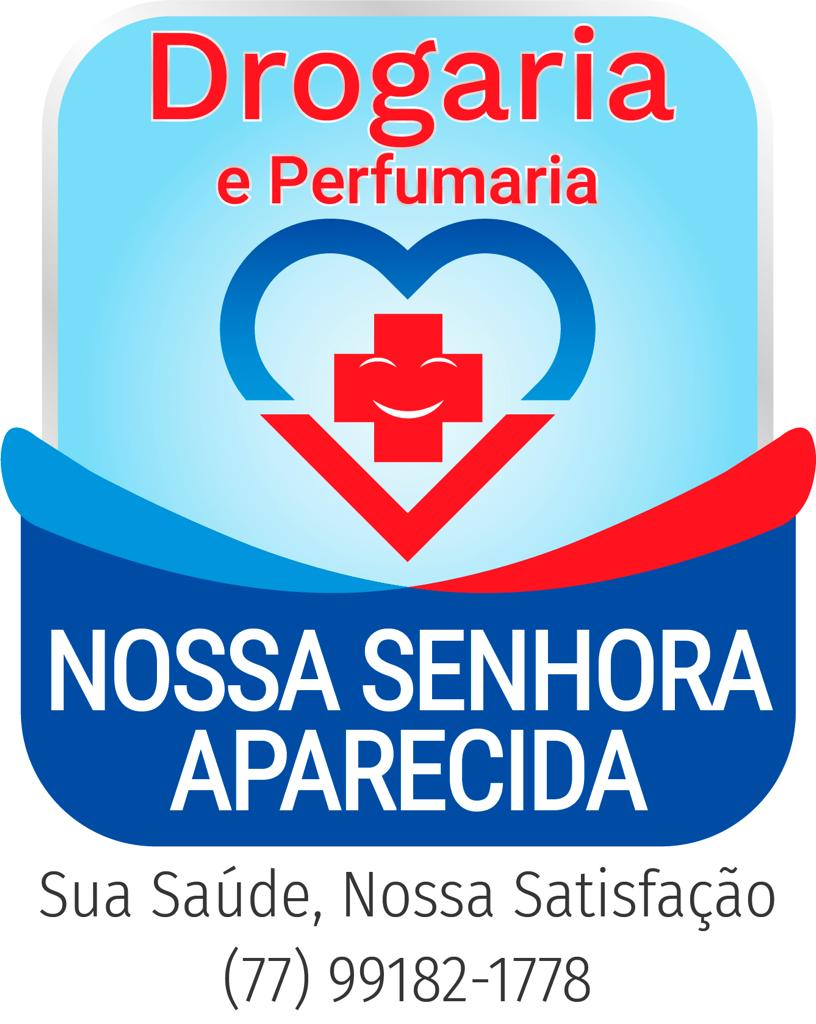 Drogaria
e Perfumaria
NOSSA SENHORA
APARECIDA
Sua Saúde, Nossa Satisfação
(77) 99182-1778